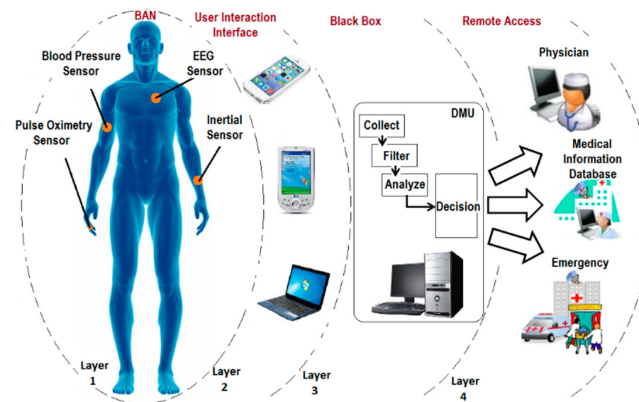 BAN
User Interaction
Interface
Black Box
Remote Access
Blood Pressure
Sensor
EEG
Sensor
Pulse Oximetry
Sensor
Inertial
Sensor
DMU
Collect
Filter
Analyze
Decision
Physician
Medical
Information
Database
Emergency
Layer
1
Layer
2
Layer
3
Layer
4